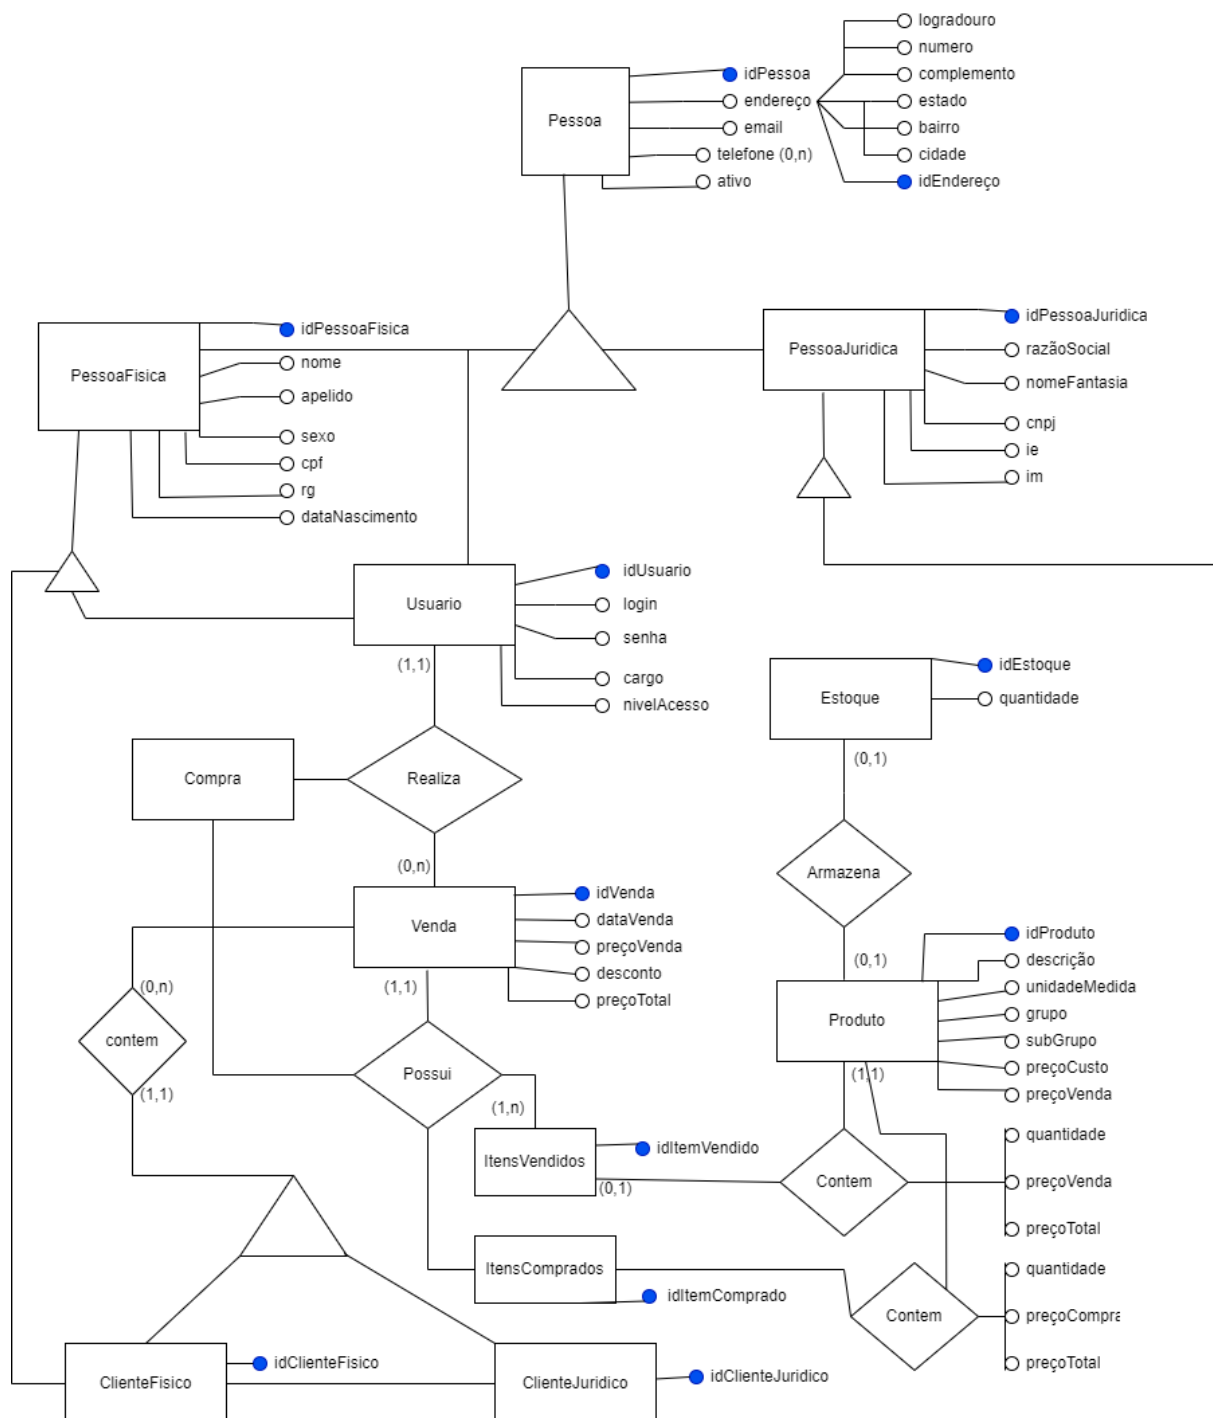 logradouro
numero
complemento
estado
bairro
cidade
idEndereço
Pessoa
idPessoa
endereço
email
telefone (0,n)
ativo
PessoaFisica
idPessoaFisica
nome
apelido
sexo
cpf
rg
dataNascimento
PessoaJuridica
idPessoaJuridica
razãoSocial
nomeFantasia
cnpj
ie
im
Usuario
idUsuario
login
senha
cargo
nivelAcesso
(1,1)
Estoque
idEstoque
quantidade
(0,1)
Compra
Realiza
(0,n)
Armazena
(0,1)
Venda
idVenda
dataVenda
preçoVenda
desconto
preçoTotal
(1,1)
(0,n)
contem
(1,1)
Produto
idProduto
descrição
unidadeMedida
grupo
subGrupo
preçoCusto
preçoVenda
(1,1)
Possui
(1,n)
ItensVendidos
idItemVendido
(0,1)
Contem
quantidade
preçoVenda
preçoTotal
ItensComprados
idItemComprado
Contem
quantidade
preçoCompra
preçoTotal
ClienteFisico
idClienteFisico
ClienteJuridico
idClienteJuridico